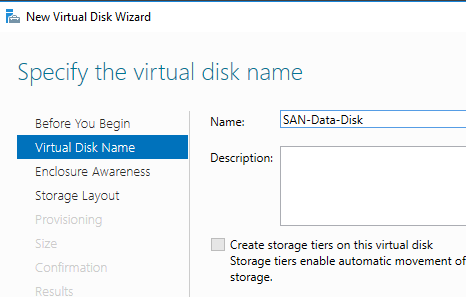 New Virtual Disk Wizard
Specify the virtual disk name
Before You Begin
Virtual Disk Name
Enclosure Awareness
Storage Layout
Provisioning
Size
Confirmation
Results
Name: SAN-Data-Disk
Description:
Create storage tiers on this virtual disk
Storage tiers enable automatic movement of
storage.